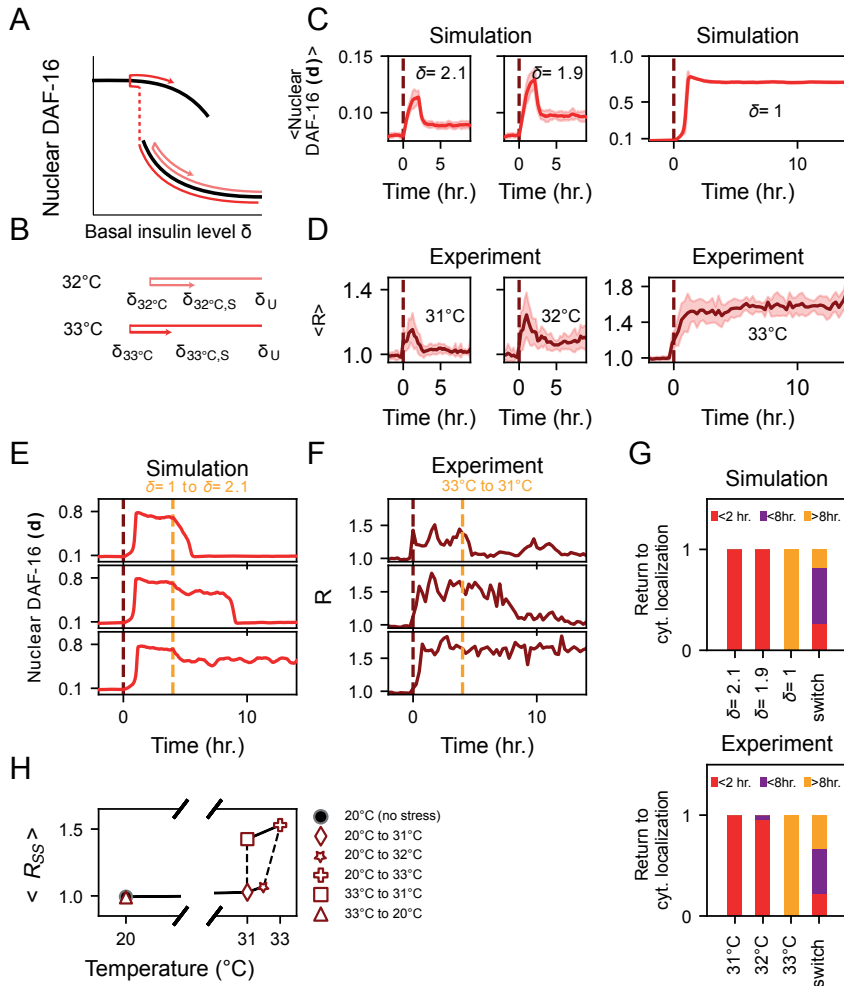 A
Nuclear DAF-16
Basal insulin level δ
B
32°C
δ32°C
δ32°C,S
δU
33°C
δ33°C
δ33°C,S
δU
C
Simulation
Simulation
<Nuclear
DAF-16 (d)>
0.15
0.10
δ= 2.1
δ= 1.9
1.0
0.5
0.1
δ= 1
0 5
0 5
0 10
Time (hr.)
Time (hr.)
Time (hr.)
D
Experiment
Experiment
<R>
1.4
1.0
31°C
32°C
1.8
1.6
1.4
1.2
1.0
33°C
0 5
0 5
0 10
Time (hr.)
Time (hr.)
Time (hr.)
E
Simulation
δ= 1 to δ= 2.1
Nuclear DAF-16 (d)
0.8
0.1
0.8
0.1
0.8
0.1
0 10
Time (hr.)
F
Experiment
33°C to 31°C
R
1.5
1.0
1.5
1.0
1.5
1.0
0 10
Time (hr.)
G
Simulation
<2 hr. <8hr. >8hr.
Return to
cyt. localization
1
0
δ= 2.1
δ= 1.9
δ= 1
switch
Experiment
<2 hr. <8hr. >8hr.
Return to
cyt. localization
1
0
31°C
32°C
33°C
switch
H
< RSS >
1.5
1.0
20 31 33
Temperature (°C)
20°C (no stress)
20°C to 31°C
20°C to 32°C
20°C to 33°C
33°C to 31°C
33°C to 20°C